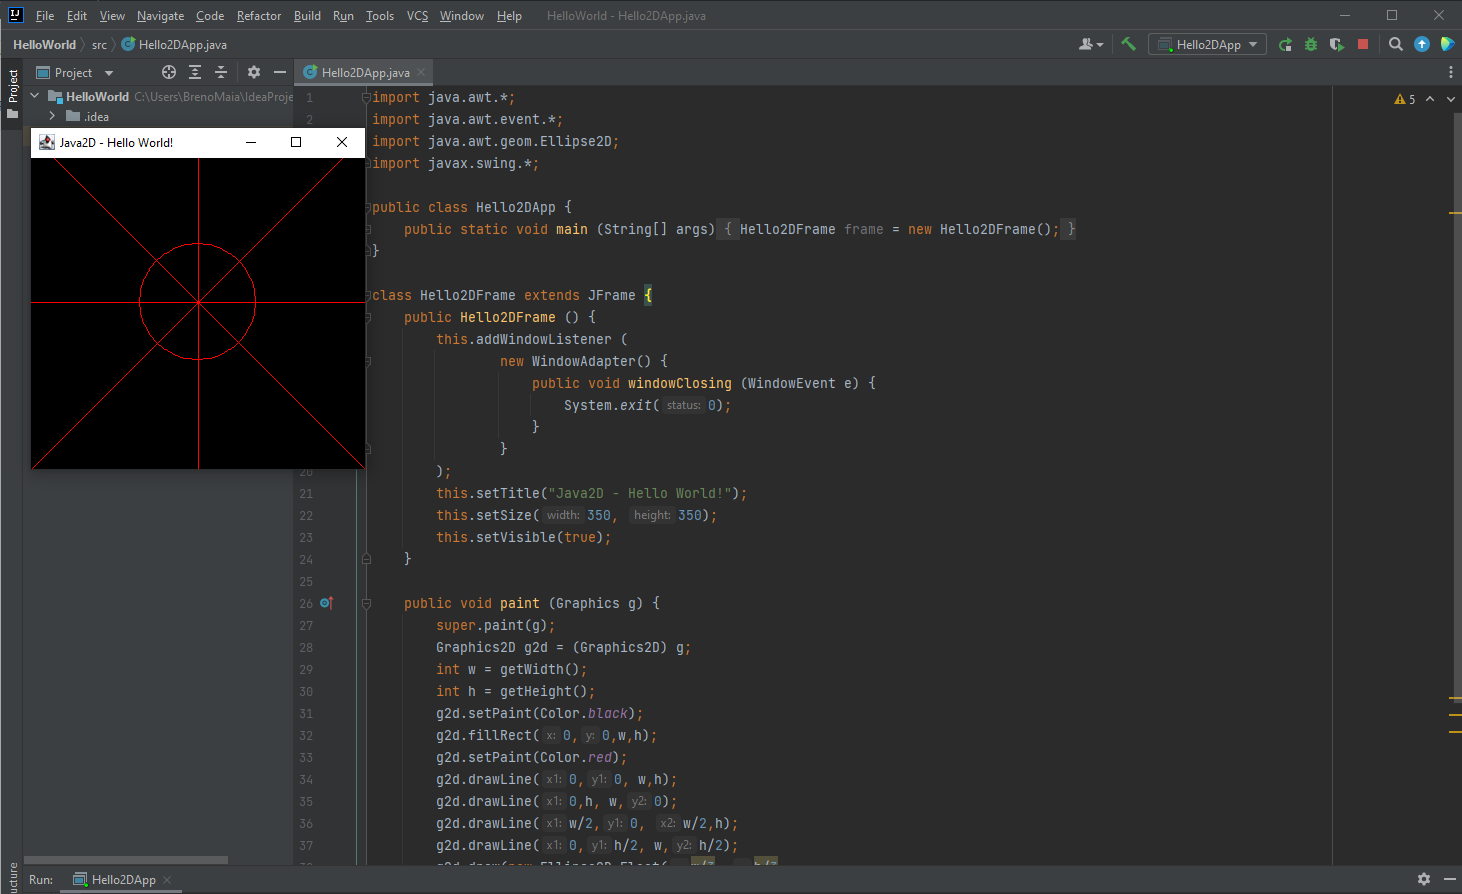 File Edit View Navigate Code Refactor Build Run Tools VCS Window Help HelloWorld - Hello2DApp.java
HelloWorld src Hello2DApp.java Hello2DApp
Project
Project
Hello2DApp.java
HelloWorld C:\Users\BrenoMaia\IdeaProje
.idea
Java2D - Hello World!
1 import java.awt.*;
2 import java.awt.event.*;
import java.awt.geom.Ellipse2D;
import javax.swing.*;
public class Hello2DApp {
public static void main (String[] args) { Hello2DFrame frame = new Hello2DFrame(); }
}
class Hello2DFrame extends JFrame {
public Hello2DFrame () {
this.addWindowListener (
new WindowAdapter() {
public void windowClosing (WindowEvent e) {
System.exit( status: 0);
}
}
20 );
21 this.setTitle("Java2D - Hello World!");
22 this.setSize( width: 350, height: 350);
23 this.setVisible(true);
24 }
25
26 public void paint (Graphics g) {
27 super.paint(g);
28 Graphics2D g2d = (Graphics2D) g;
29 int w = getWidth();
30 int h = getHeight();
31 g2d.setPaint(Color.black);
32 g2d.fillRect( x: 0, y: 0,w,h);
33 g2d.setPaint(Color.red);
34 g2d.drawLine( x1: 0, y1: 0, w,h);
35 g2d.drawLine( x1: 0,h, w, y2: 0);
36 g2d.drawLine( x1: w/2, y1: 0, x2: w/2,h);
37 g2d.drawLine( x1: 0, y1: h/2, w, y2: h/2);
5
ucture
Run: Hello2DApp